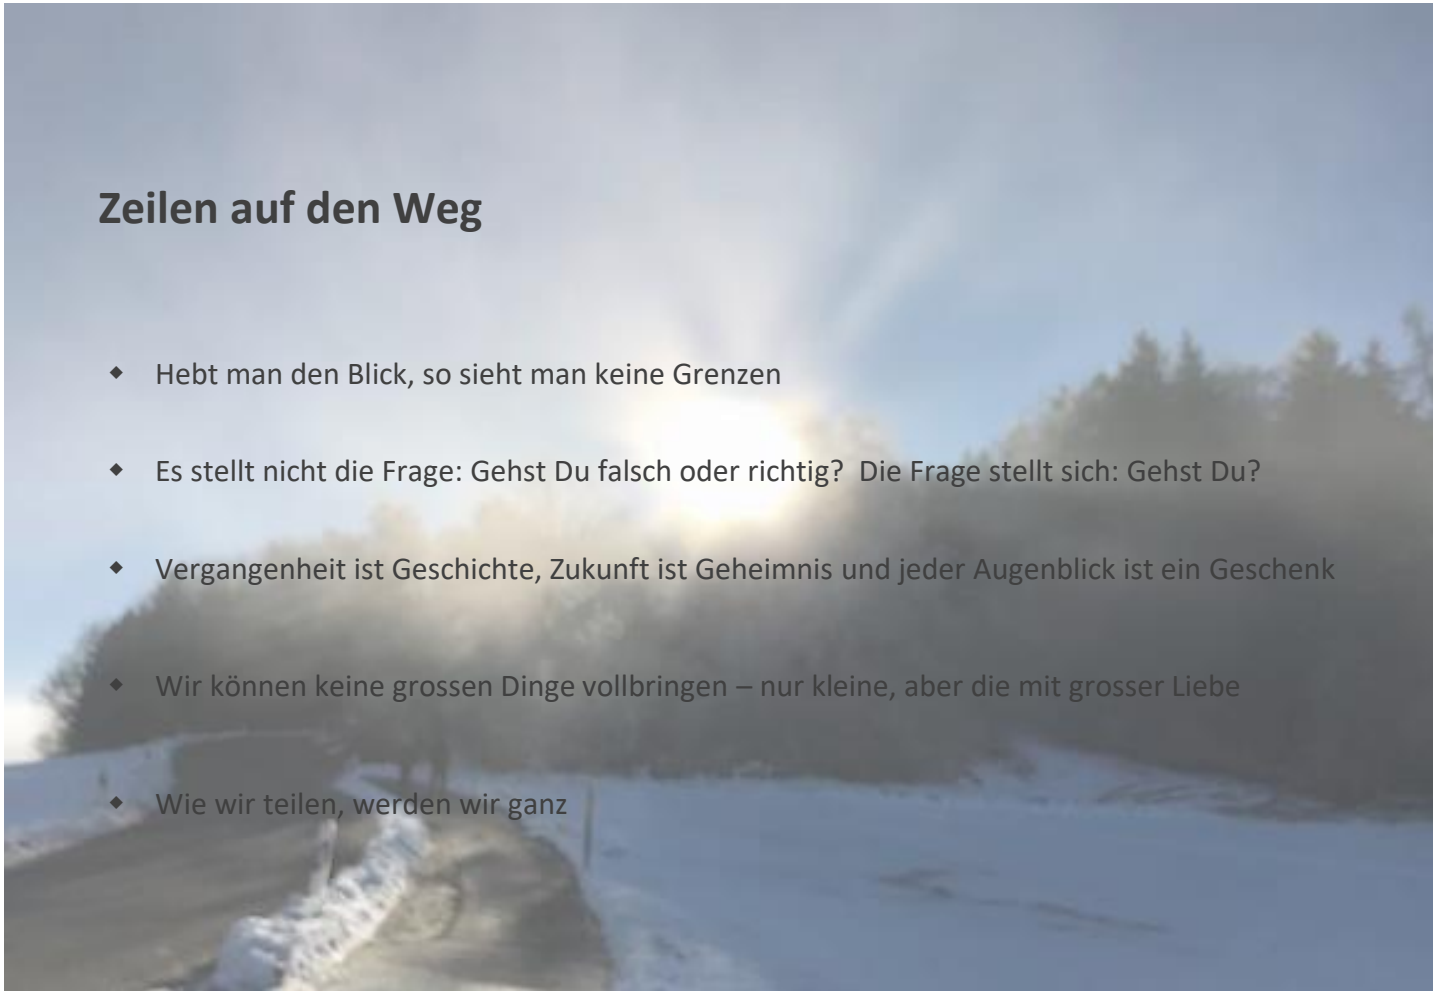 Zeilen auf den Weg
◆ Hebt man den Blick, so sieht man keine Grenzen
◆ Es stellt nicht die Frage: Gehst Du falsch oder richtig?  Die Frage stellt sich: Gehst Du?
◆ Vergangenheit ist Geschichte, Zukunft ist Geheimnis und jeder Augenblick ist ein Geschenk
◆ Wir können keine grossen Dinge vollbringen – nur kleine, aber die mit grosser Liebe
◆ Wie wir teilen, werden wir ganz